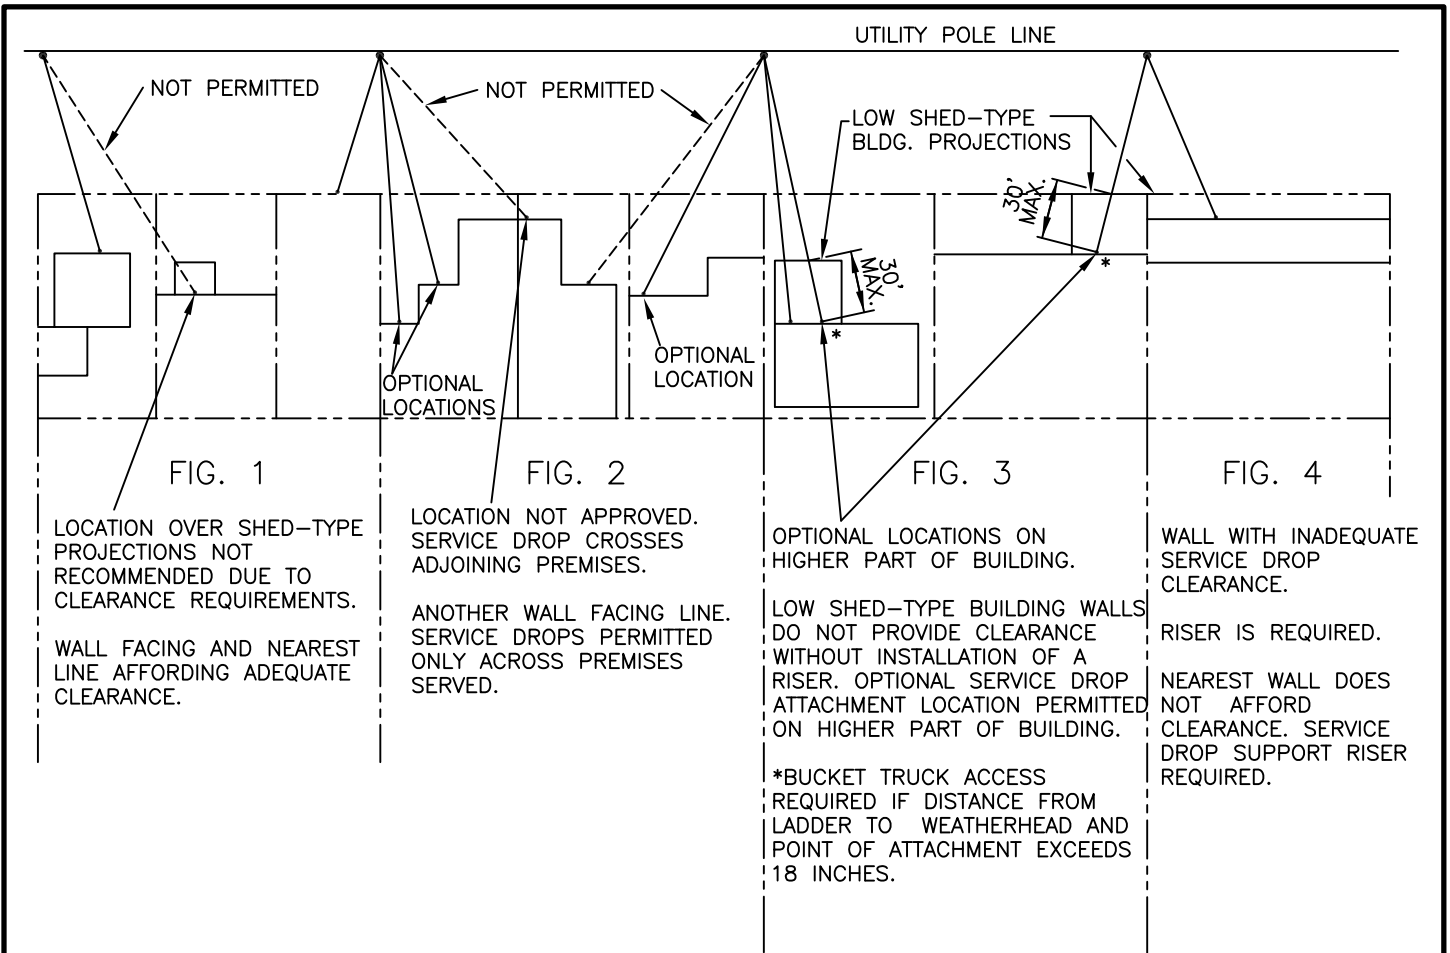 UTILITY POLE LINE
NOT PERMITTED
NOT PERMITTED
LOW SHED-TYPE
BLDG. PROJECTIONS
30'
MAX.
30'
MAX.
*
*
OPTIONAL
LOCATIONS
OPTIONAL
LOCATION
FIG. 1
LOCATION OVER SHED-TYPE
PROJECTIONS NOT
RECOMMENDED DUE TO
CLEARANCE REQUIREMENTS.
WALL FACING AND NEAREST
LINE AFFORDING ADEQUATE
CLEARANCE.
FIG. 2
LOCATION NOT APPROVED.
SERVICE DROP CROSSES
ADJOINING PREMISES.
ANOTHER WALL FACING LINE.
SERVICE DROPS PERMITTED
ONLY ACROSS PREMISES
SERVED.
FIG. 3
OPTIONAL LOCATIONS ON
HIGHER PART OF BUILDING.
LOW SHED-TYPE BUILDING WALLS
DO NOT PROVIDE CLEARANCE
WITHOUT INSTALLATION OF A
RISER. OPTIONAL SERVICE DROP
ATTACHMENT LOCATION PERMITTED
ON HIGHER PART OF BUILDING.
*BUCKET TRUCK ACCESS
REQUIRED IF DISTANCE FROM
LADDER TO WEATHERHEAD AND
POINT OF ATTACHMENT EXCEEDS
18 INCHES.
FIG. 4
WALL WITH INADEQUATE
SERVICE DROP
CLEARANCE.
RISER IS REQUIRED.
NEAREST WALL DOES
NOT AFFORD
CLEARANCE. SERVICE
DROP SUPPORT RISER
REQUIRED.